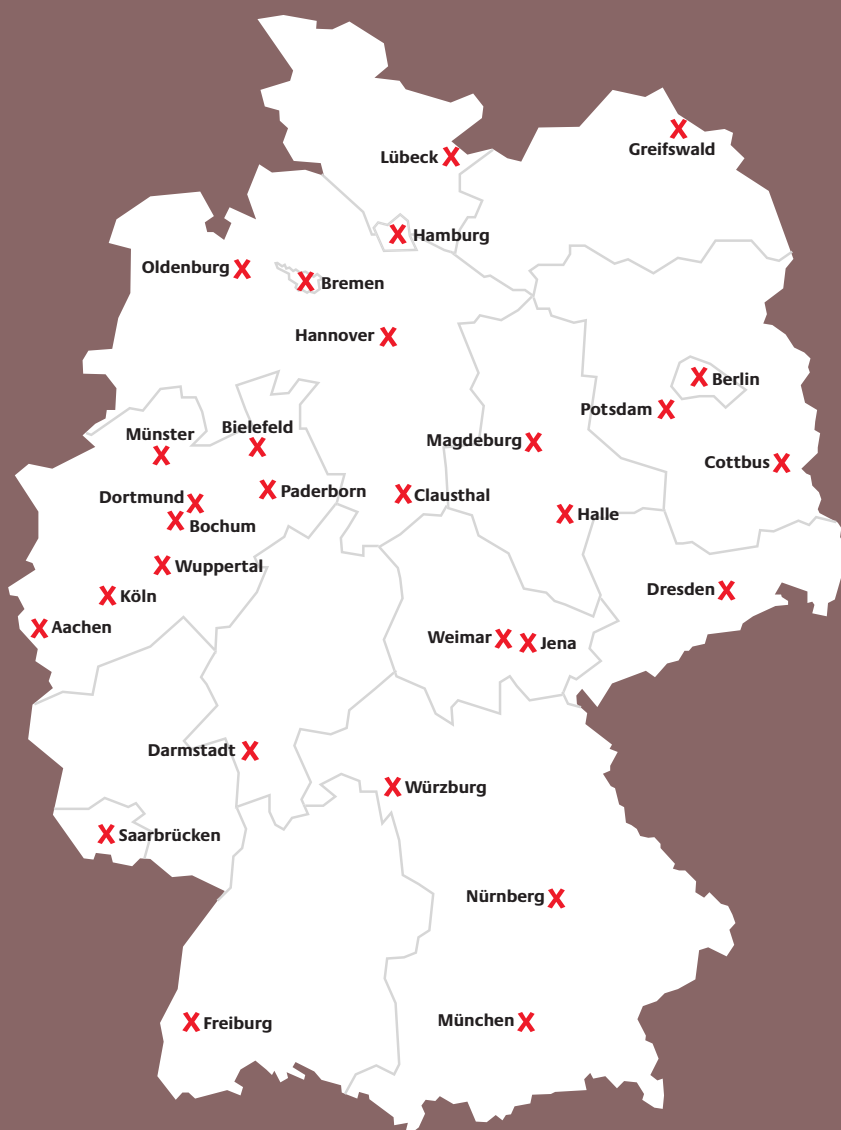 Greifswald
Lübeck
Hamburg
Oldenburg
Bremen
Hannover
Berlin
Potsdam
Bielefeld
Münster
Magdeburg
Cottbus
Paderborn
Clausthal
Dortmund
Halle
Bochum
Wuppertal
Dresden
Köln
Aachen
Weimar
Jena
Darmstadt
Würzburg
Saarbrücken
Nürnberg
München
Freiburg